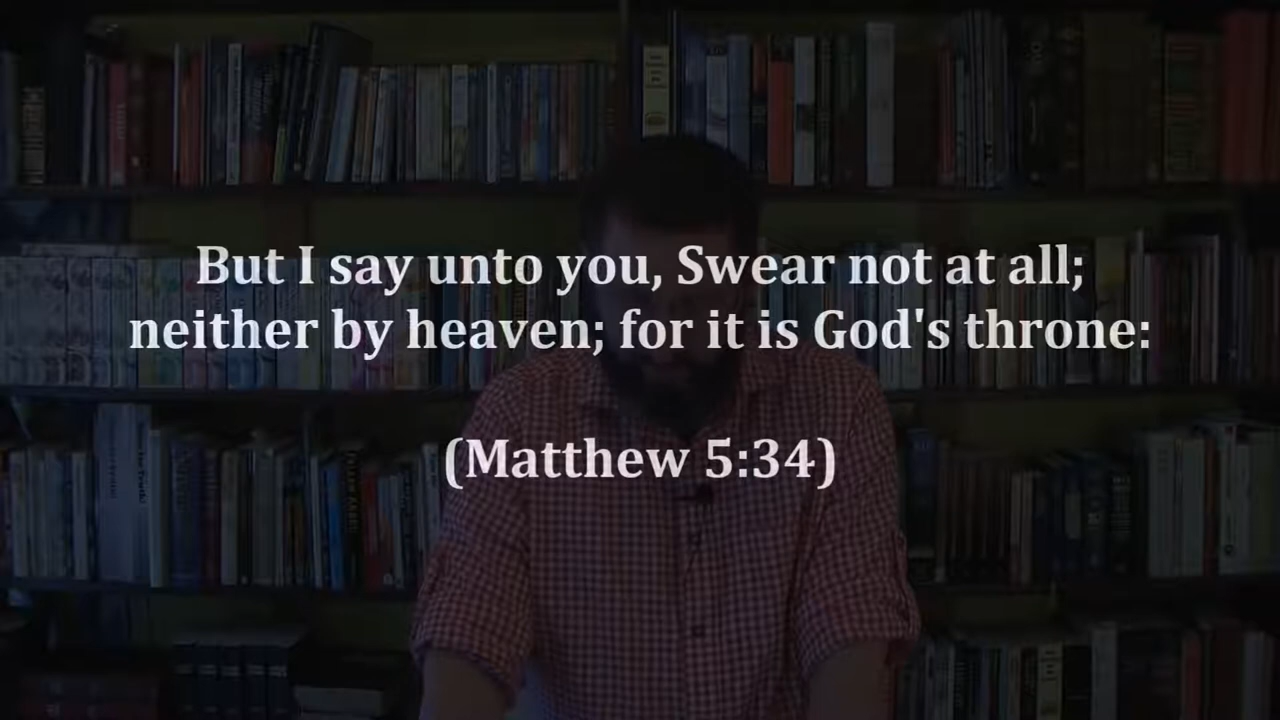 But I say unto you, Swear not at all;
neither by heaven; for it is God's throne:
(Matthew 5:34)